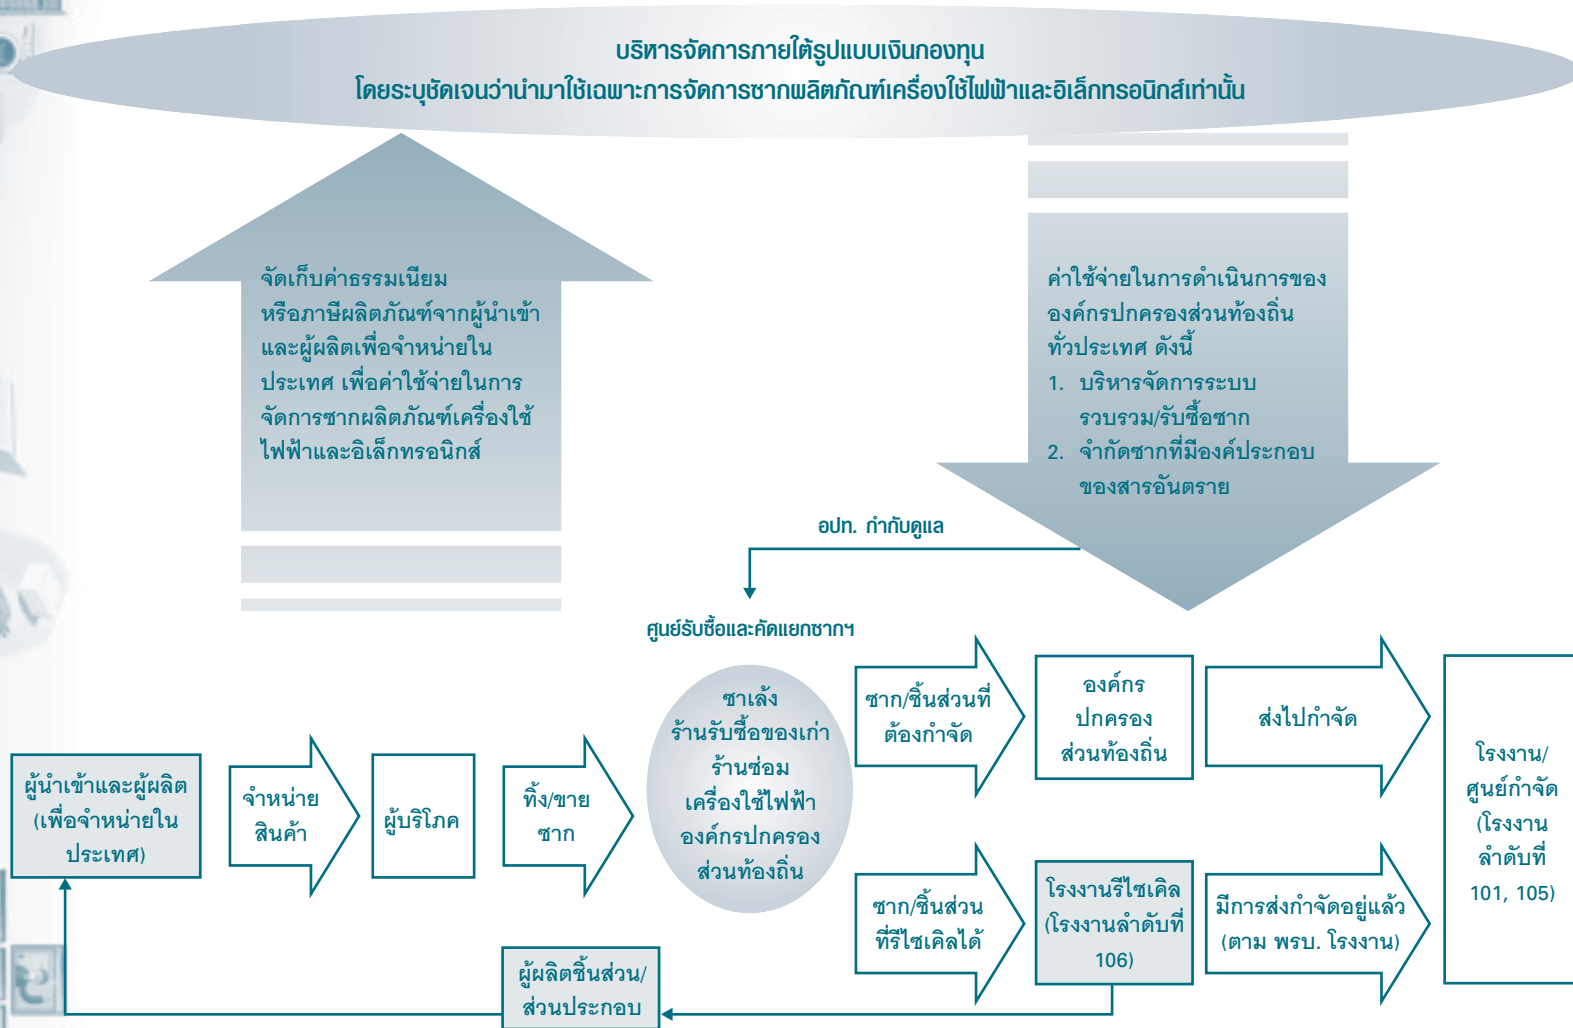 บริหารจัดการภายใต้รูปแบบเงินกองทุน
โดยระบุชัดเจนว่านำมาใช้เฉพาะการจัดการซากผลิตภัณฑ์เครื่องใช้ไฟฟ้าและอิเล็กทรอนิกส์เท่านั้น
จัดเก็บค่าธรรมเนียม
หรือภาษีผลิตภัณฑ์จากผู้นำเข้า
และผู้ผลิตเพื่อจำหน่ายใน
ประเทศ เพื่อค่าใช้จ่ายในการ
จัดการซากผลิตภัณฑ์เครื่องใช้
ไฟฟ้าและอิเล็กทรอนิกส์
ค่าใช้จ่ายในการดำเนินการของ
องค์กรปกครองส่วนท้องถิ่น
ทั่วประเทศ ดังนี้
1. บริหารจัดการระบบ
รวบรวม/รับซื้อซาก
2. จำกัดซากที่มีองค์ประกอบ
ของสารอันตราย
อปท. กำกับดูแล
ศูนย์รับซื้อและคัดแยกซากฯ
ผู้นำเข้าและผู้ผลิต
(เพื่อจำหน่ายใน
ประเทศ)
จำหน่าย
สินค้า
ผู้บริโภค
ทิ้ง/ขาย
ซาก
ซาเล้ง
ร้านรับซื้อของเก่า
ร้านซ่อม
เครื่องใช้ไฟฟ้า
องค์กรปกครอง
ส่วนท้องถิ่น
ซาก/ชิ้นส่วนที่
ต้องกำจัด
องค์กร
ปกครอง
ส่วนท้องถิ่น
ส่งไปกำจัด
ซาก/ชิ้นส่วน
ที่รีไซเคิลได้
โรงงานรีไซเคิล
(โรงงานลำดับที่
106)
มีการส่งกำจัดอยู่แล้ว
(ตาม พรบ. โรงงาน)
โรงงาน/
ศูนย์กำจัด
(โรงงาน
ลำดับที่
101, 105)
ผู้ผลิตชิ้นส่วน/
ส่วนประกอบ